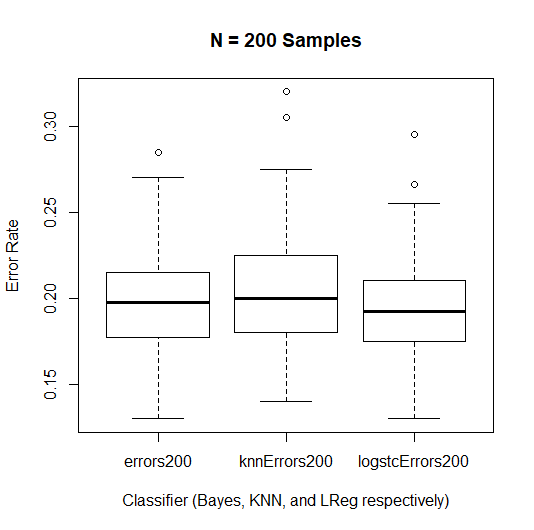 N = 200 Samples
Error Rate
0.30
0.25
0.20
0.15
errors200 knnErrors200 logstcErrors200
Classifier (Bayes, KNN, and LReg respectively)